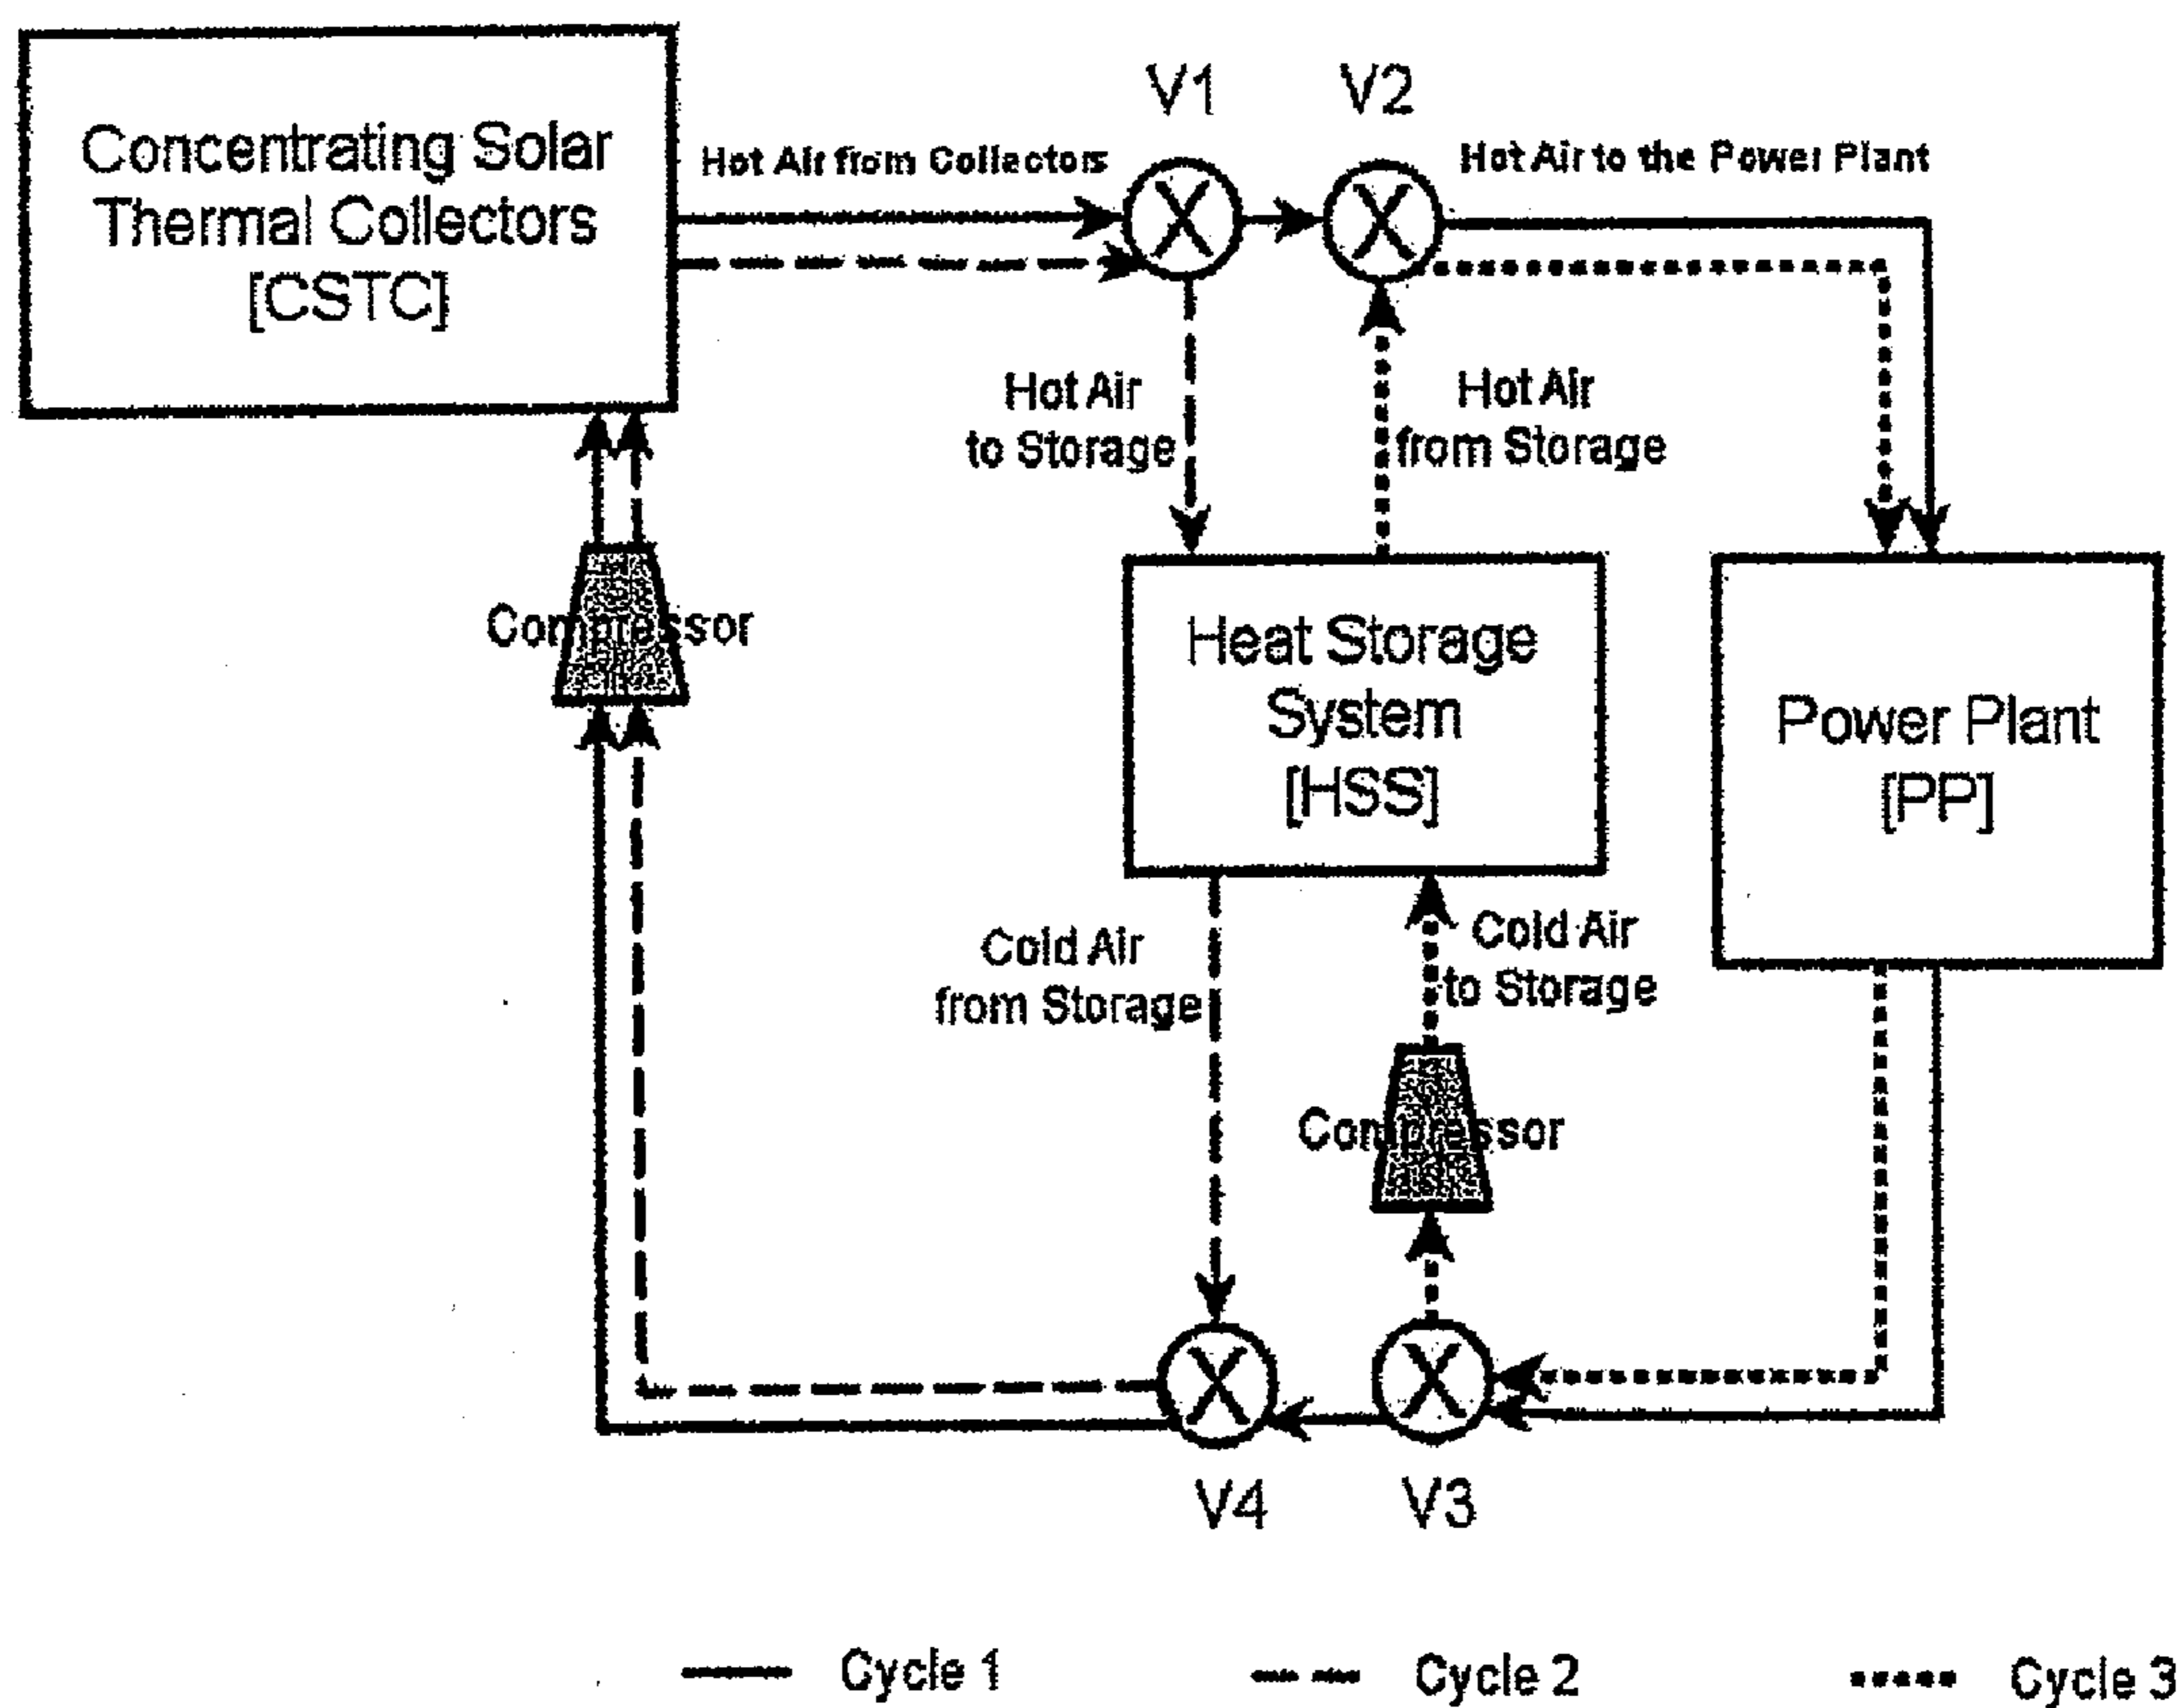 V1
V2
Concentrating Solar
Thermal Collectors
[CSTC]
Hot Air from Collectors
Hot Air to the Power Plant
Hot Air
to Storage
Hot Air
from Storage
Compressor
Heat Storage
System
[HSS]
Power Plant
[PP]
Cold Air
from Storage
Cold Air
to Storage
Compressor
V4
V3
Cycle 1
Cycle 2
Cycle 3